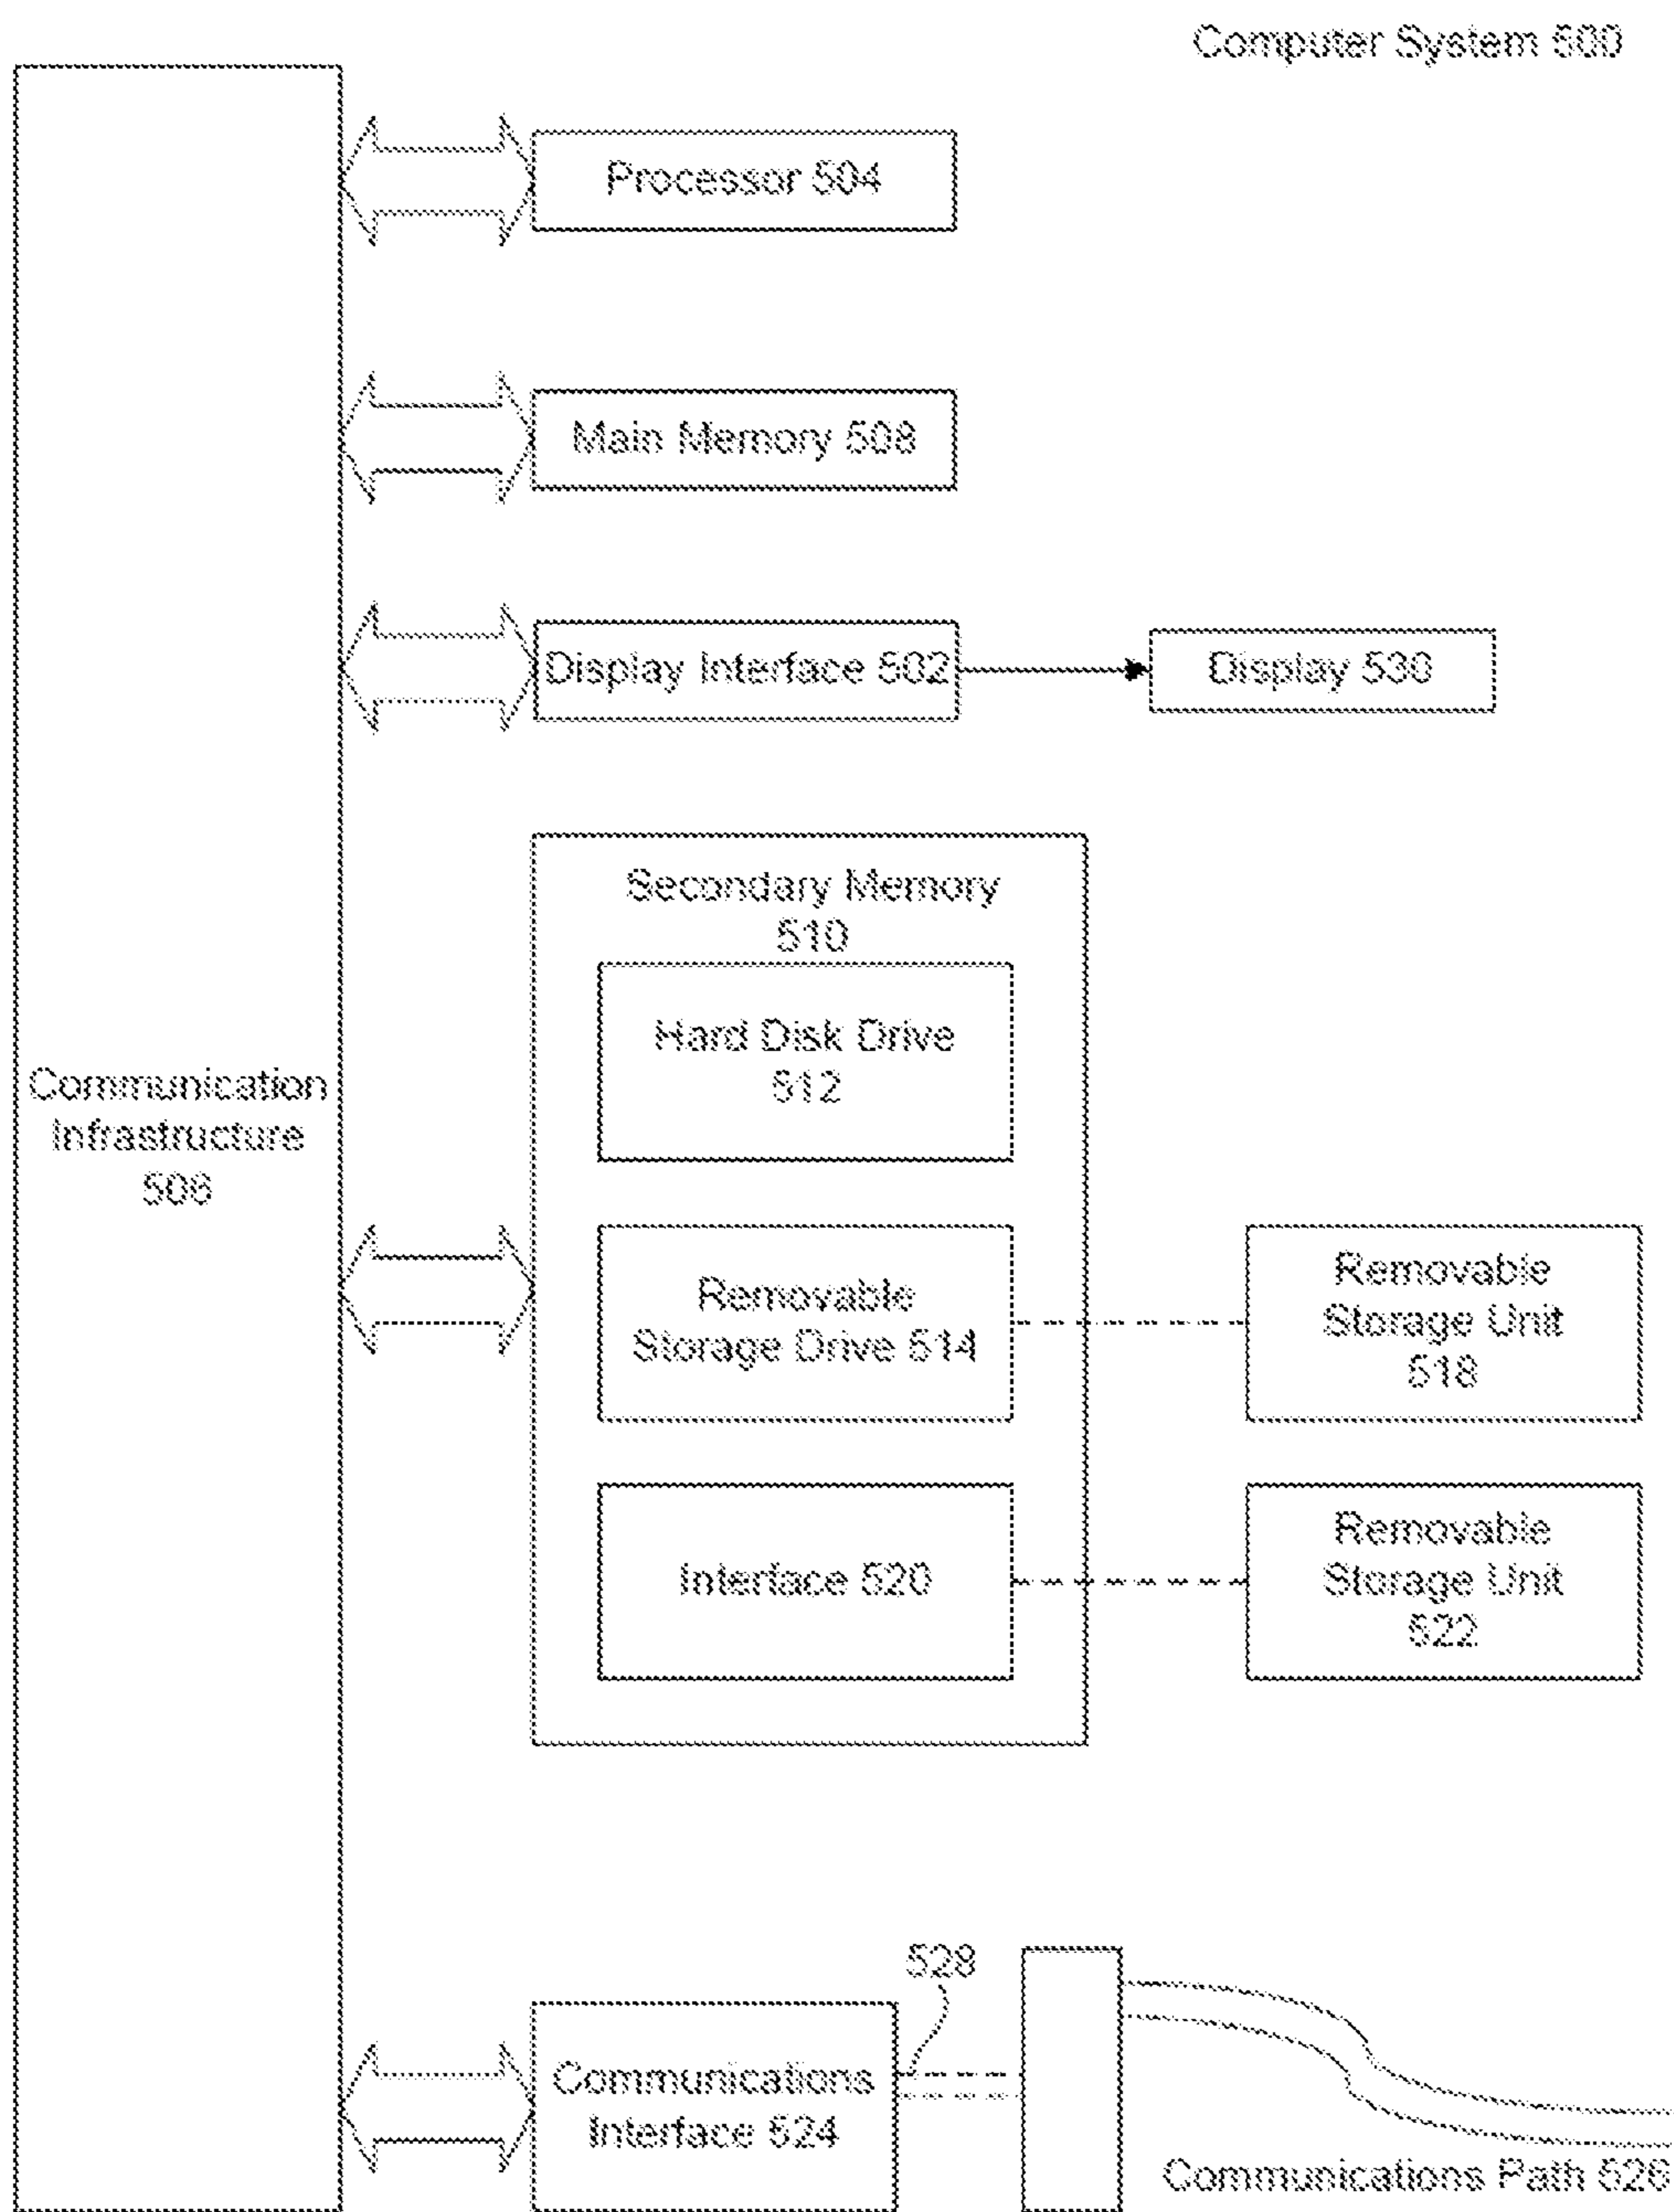 Computer System 500
Processor 504
Main Memory 508
Display Interface 502
Display 530
Secondary Memory
510
Hard Disk Drive
512
Communication
Infrastructure
506
Removable
Storage Drive 514
Removable
Storage Unit
518
Interface 520
Removable
Storage Unit
522
528
Communications
Interface 524
Communications Path 526